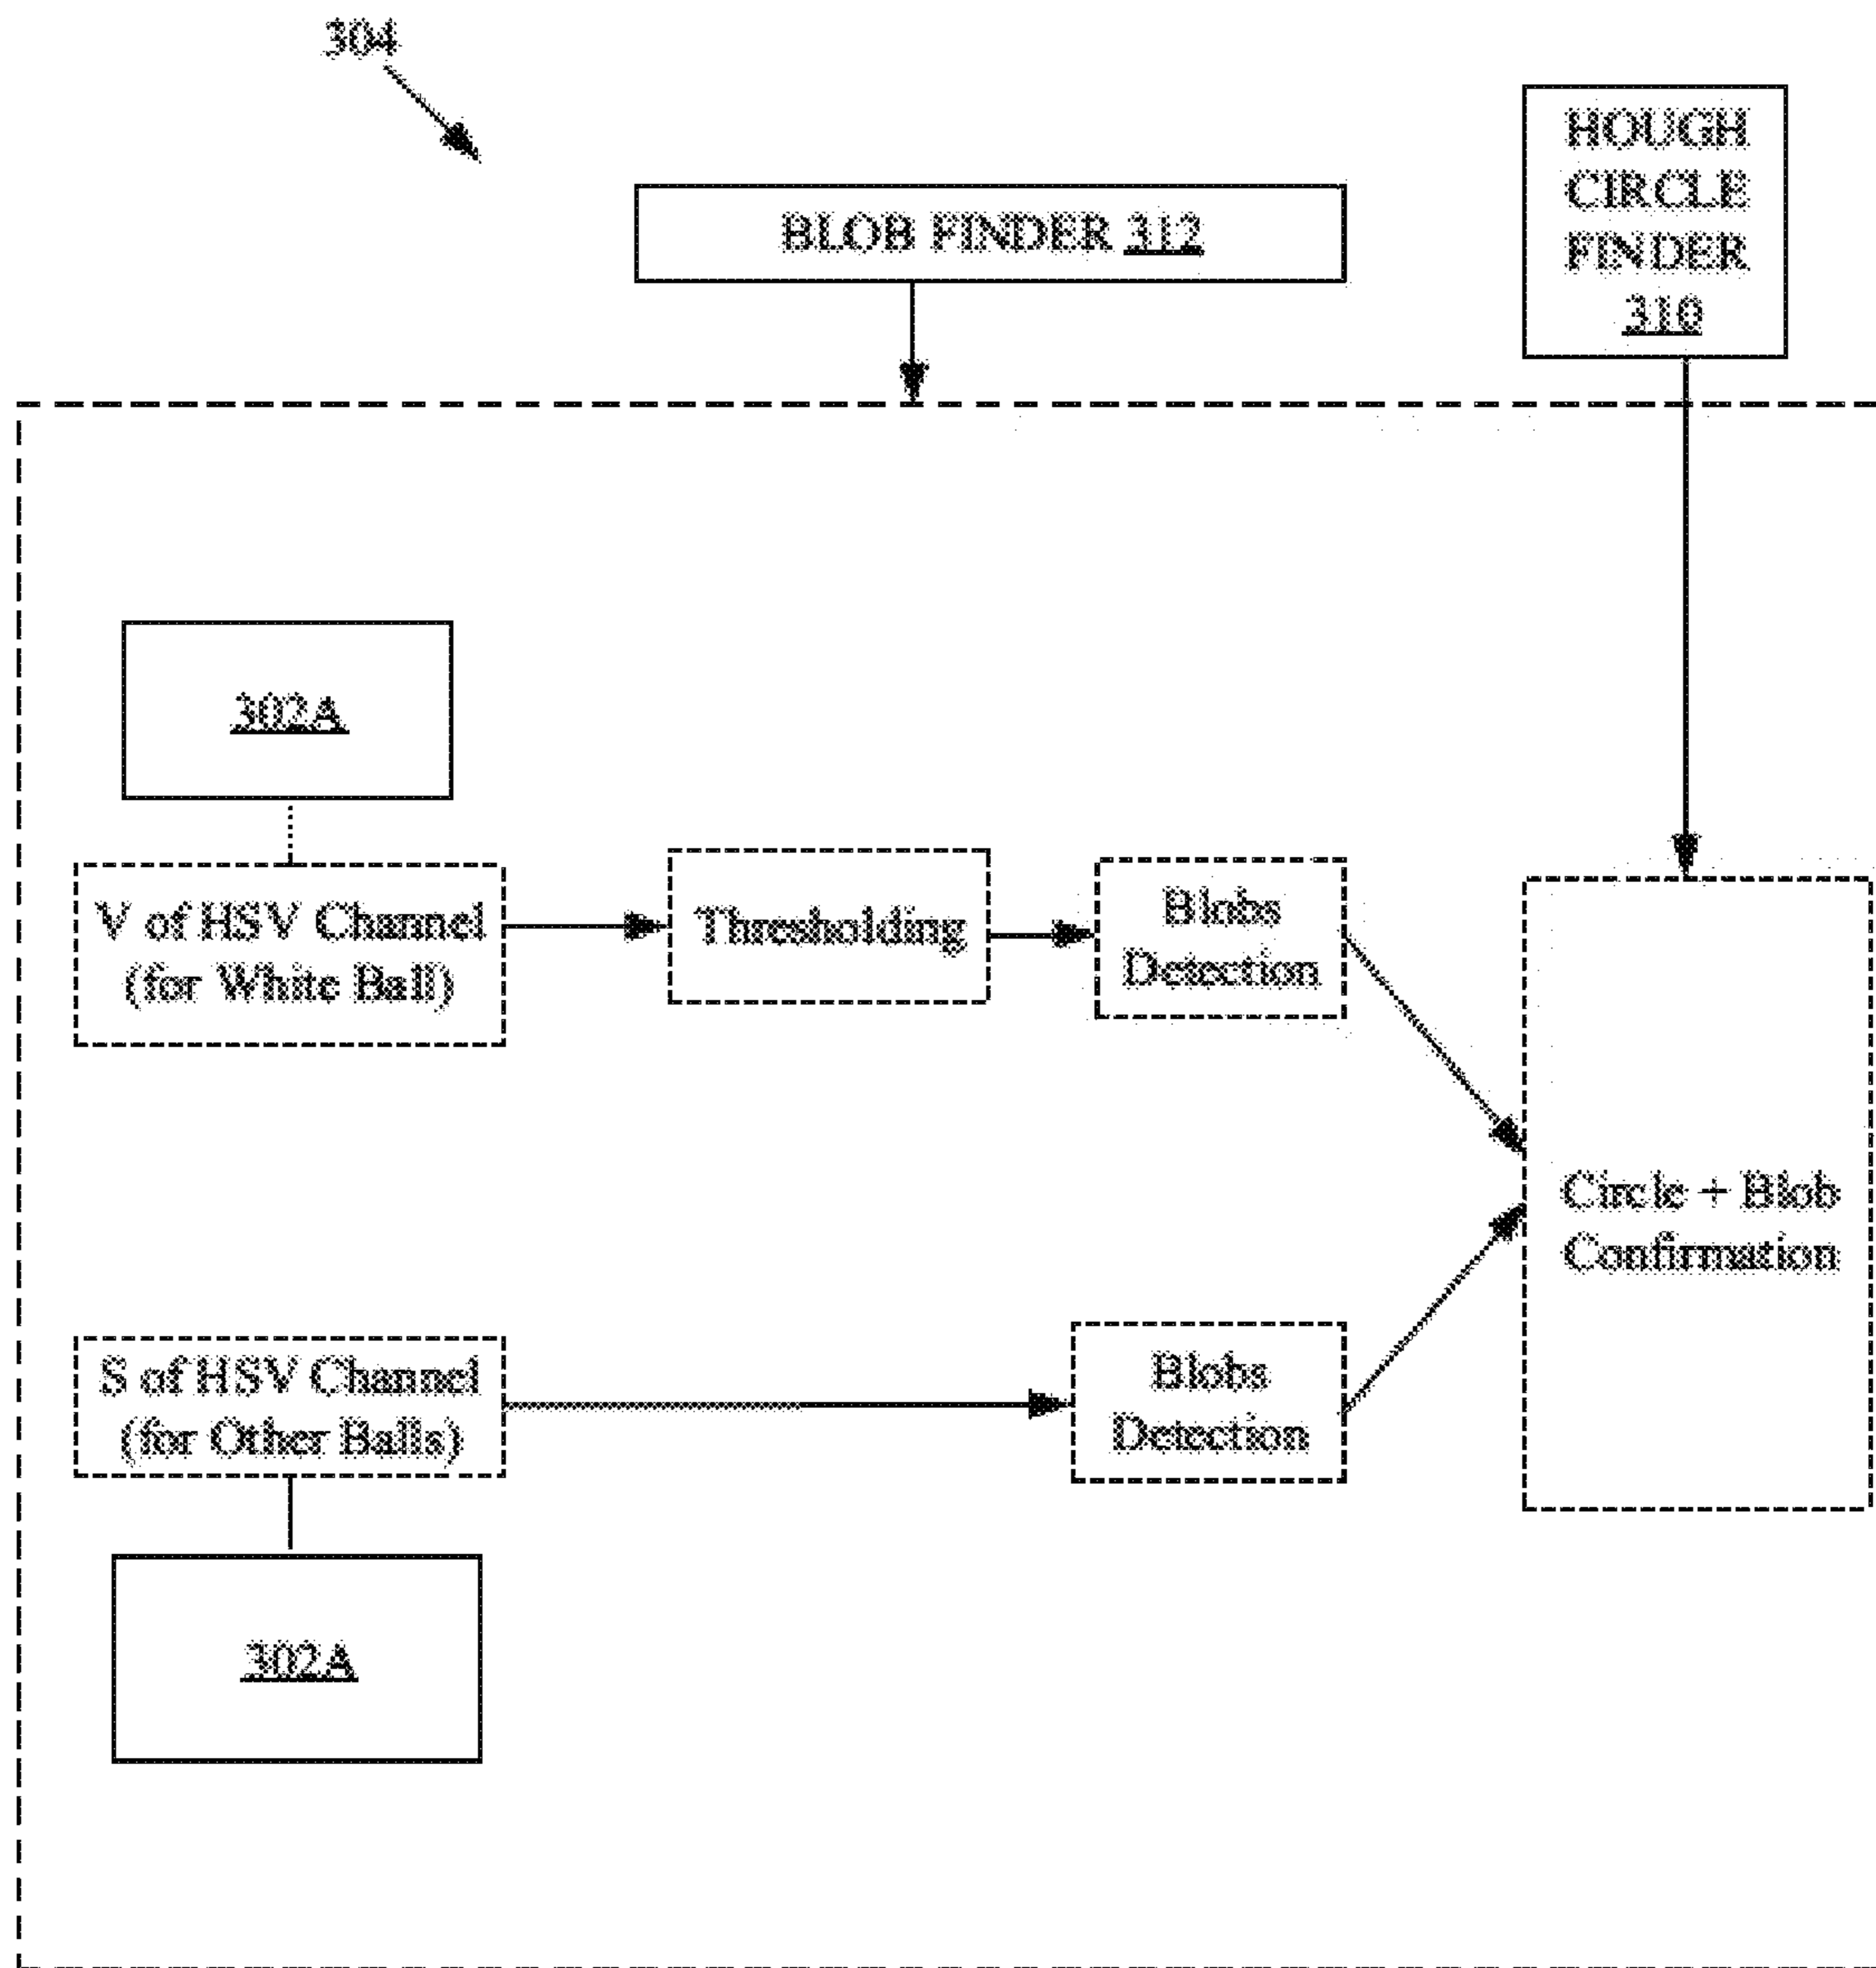 304
HOUGH
CIRCLE
FINDER
310
BLOB FINDER 312
302A
V of HSV Channel
(for White Ball)
Thresholding
Blobs
Detection
Circle + Blob
Confirmation
S of HSV Channel
(for Other Balls)
Blobs
Detection
302A